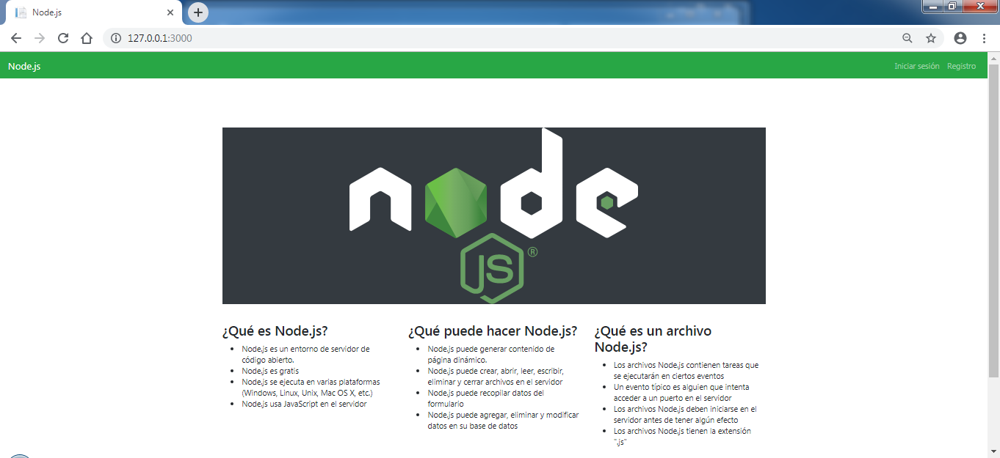 Node.js
127.0.0.1:3000
Node.js
Iniciar sesión
Registro
node
JS®
¿Qué es Node.js?
Node.js es un entorno de servidor de
código abierto.
Node.js es gratis
Node.js se ejecuta en varias plataformas
(Windows, Linux, Unix, Mac OS X, etc.)
Node.js usa JavaScript en el servidor
¿Qué puede hacer Node.js?
Node.js puede generar contenido de
página dinámico.
Node.js puede crear, abrir, leer, escribir,
eliminar y cerrar archivos en el servidor
Node.js puede recopilar datos del
formulario
Node.js puede agregar, eliminar y modificar
datos en su base de datos
¿Qué es un archivo
Node.js?
Los archivos Node.js contienen tareas que
se ejecutarán en ciertos eventos
Un evento típico es alguien que intenta
acceder a un puerto en el servidor
Los archivos Node.js deben iniciarse en el
servidor antes de tener algún efecto
Los archivos Node.js tienen la extensión
".js"